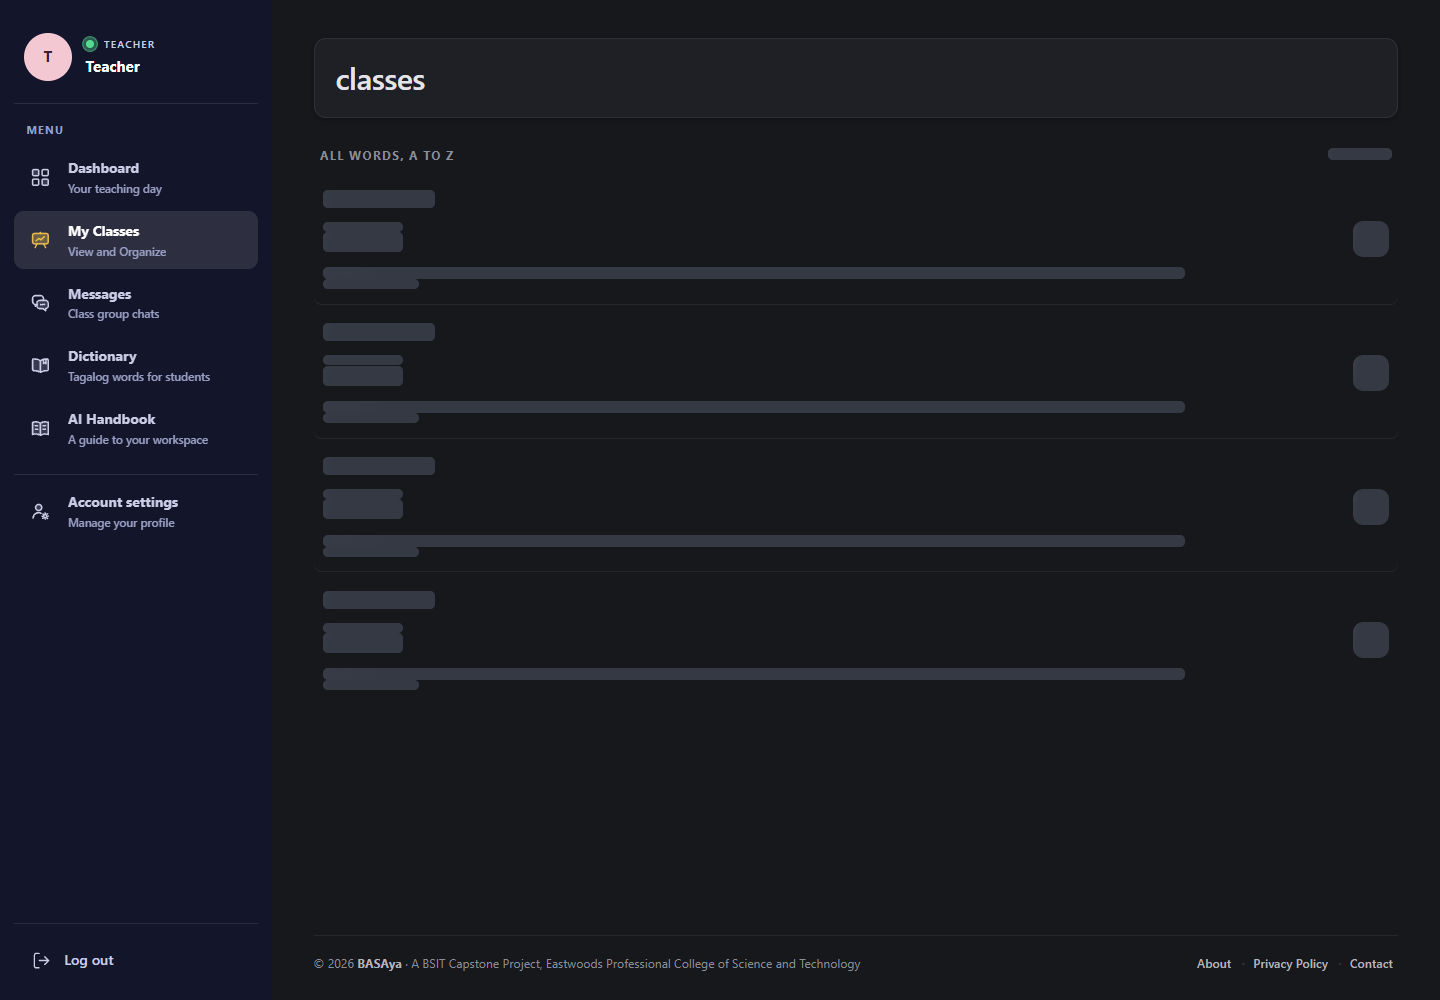 T
TEACHER
Teacher
MENU
Dashboard
Your teaching day
My Classes
View and Organize
Messages
Class group chats
Dictionary
Tagalog words for students
AI Handbook
A guide to your workspace
Account settings
Manage your profile
Log out
classes
ALL WORDS, A TO Z
© 2026 BASAya · A BSIT Capstone Project, Eastwoods Professional College of Science and Technology
About · Privacy Policy · Contact